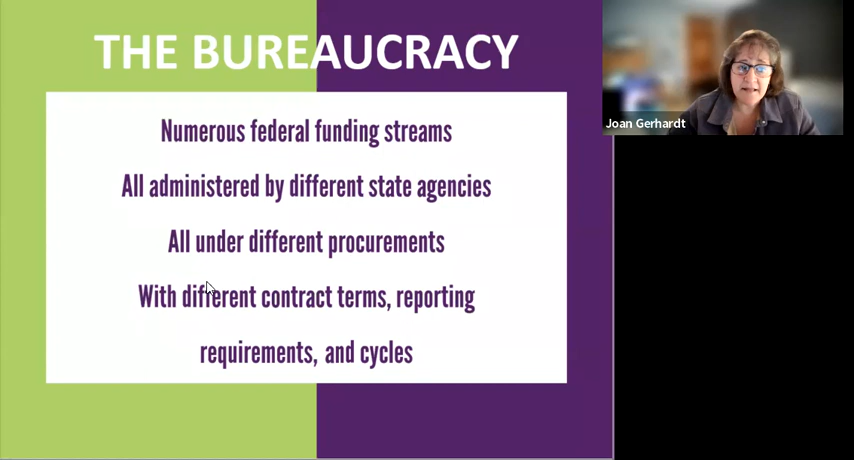 THE BUREAUCRACY
Numerous federal funding streams
All administered by different state agencies
All under different procurements
With different contract terms, reporting
requirements, and cycles
Joan Gerhardt